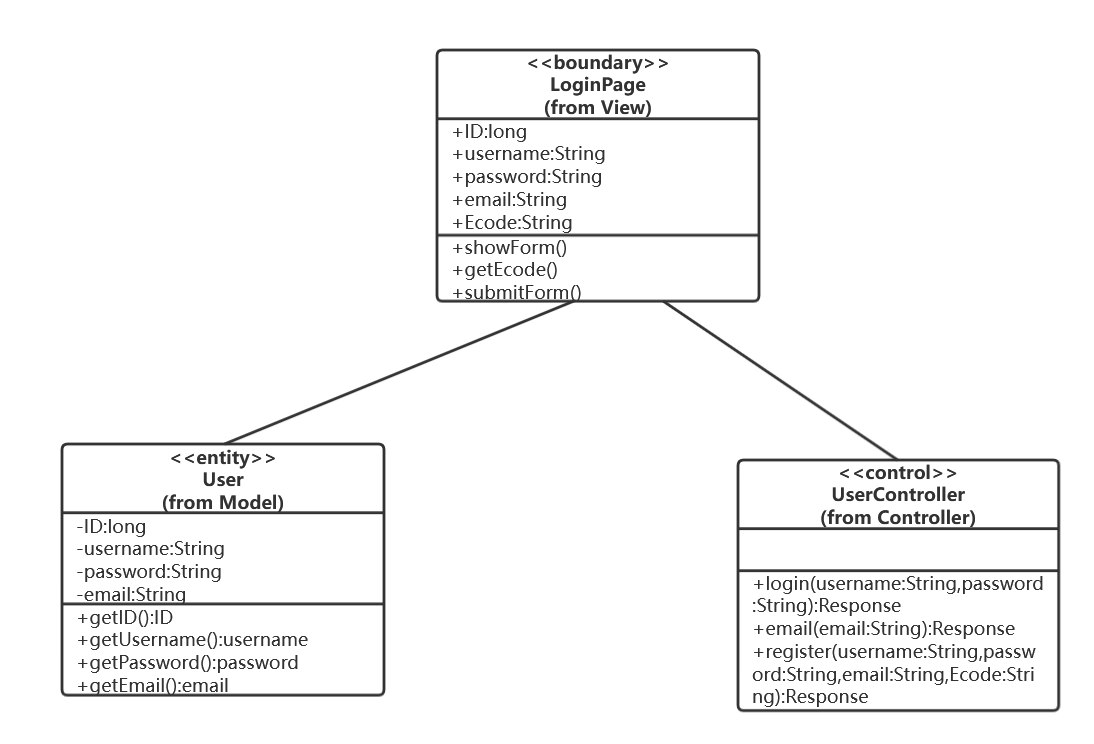 <<boundary>>
LoginPage
(from View)
+ID:long
+username:String
+password:String
+email:String
+Ecode:String
+showForm()
+getEcode()
+submitForm()
<<entity>>
User
(from Model)
-ID:long
-username:String
-password:String
-email:String
+getID():ID
+getUsername():username
+getPassword():password
+getEmail():email
<<control>>
UserController
(from Controller)
+login(username:String,password
:String):Response
+email(email:String):Response
+register(username:String,passw
ord:String,email:String,Ecode:Stri
ng):Response